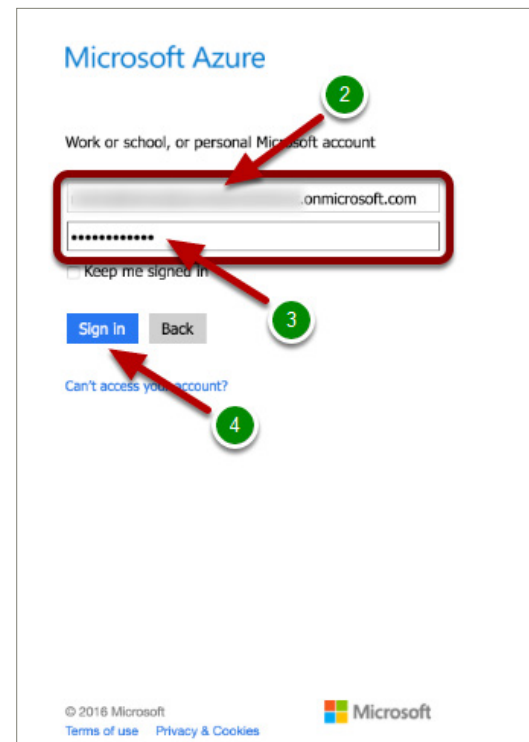 Microsoft Azure
2
Work or school, or personal Microsoft account
.onmicrosoft.com
••••••••••••
Keep me signed in
3
Sign in Back
Can't access your account?
4
© 2016 Microsoft
Microsoft
Terms of use Privacy & Cookies